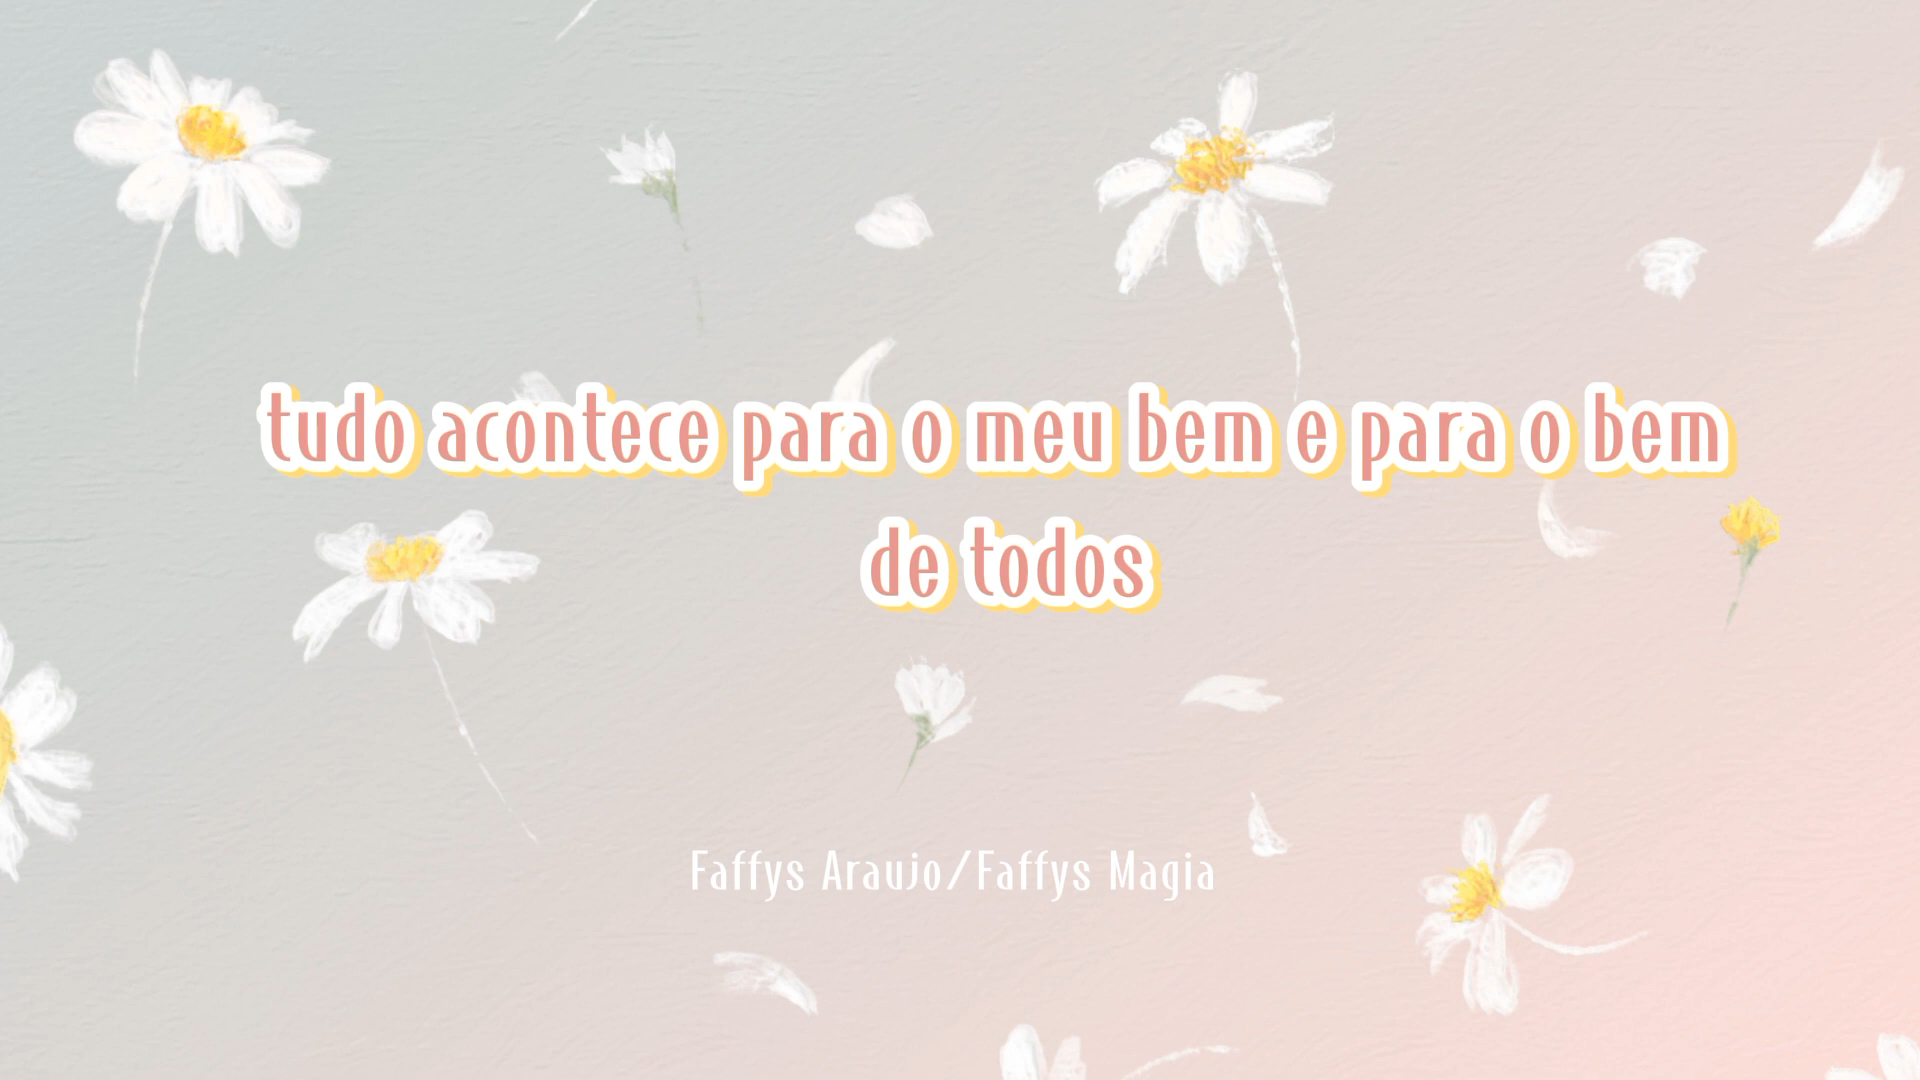 tudo acontece para o meu bem e para o bem
de todos
Faffys Araujo/Faffys Magia